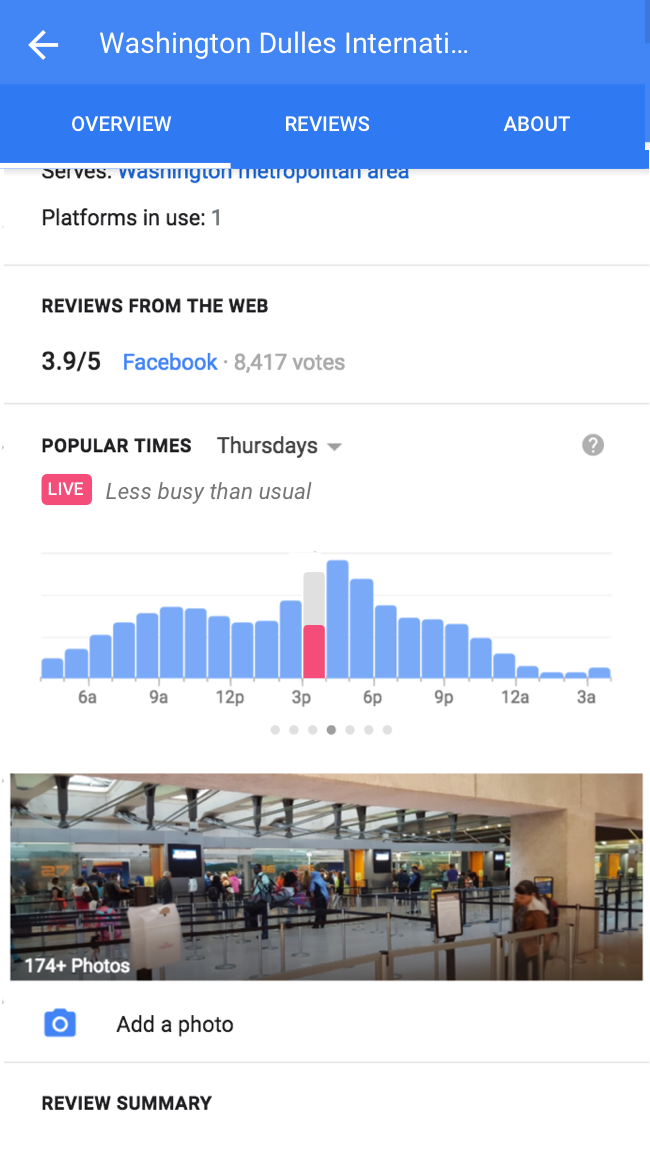 Washington Dulles Internati...
OVERVIEW REVIEWS ABOUT
Serves: Washington metropolitan area
Platforms in use: 1
REVIEWS FROM THE WEB
3.9/5 Facebook · 8,417 votes
POPULAR TIMES Thursdays ?
LIVE Less busy than usual
6a 9a 12p 3p 6p 9p 12a 3a
27
174+ Photos
Add a photo
REVIEW SUMMARY